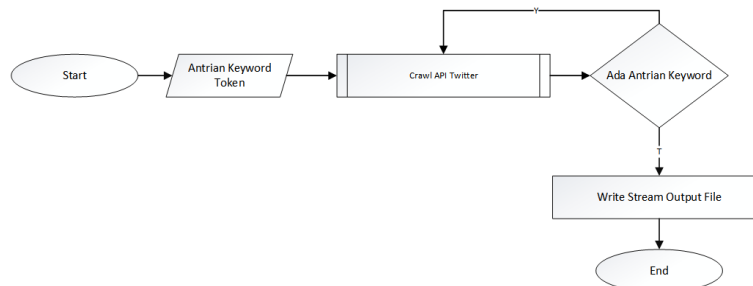 Y
Start
Antrian Keyword
Token
Crawl API Twitter
Ada Antrian Keyword
T
Write Stream Output File
End